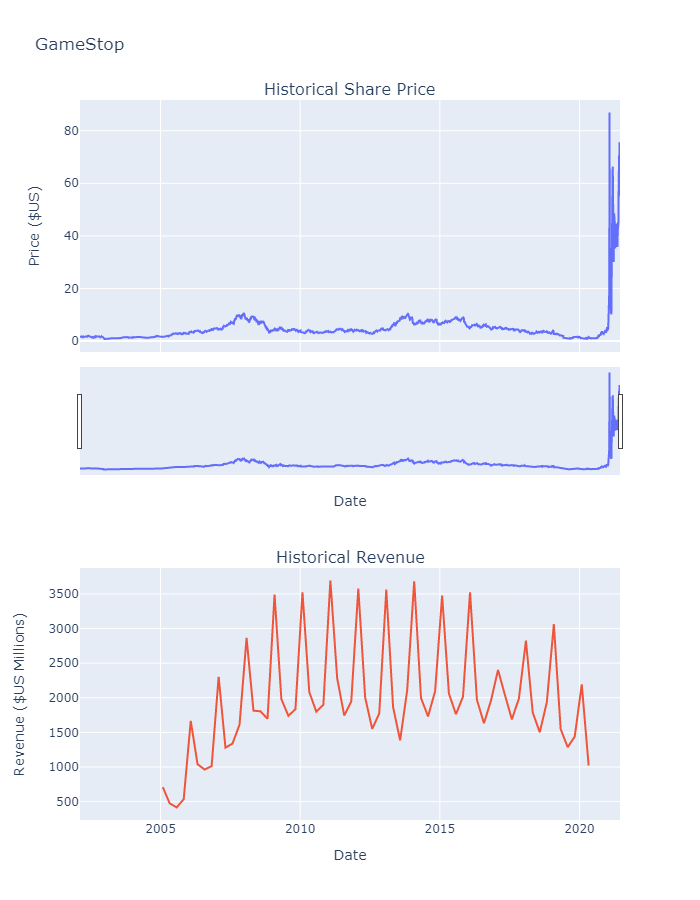 GameStop
Historical Share Price
80
60
40
20
0
Price ($US)
Date
Historical Revenue
3500
3000
2500
2000
1500
1000
500
Revenue ($US Millions)
2005 2010 2015 2020
Date